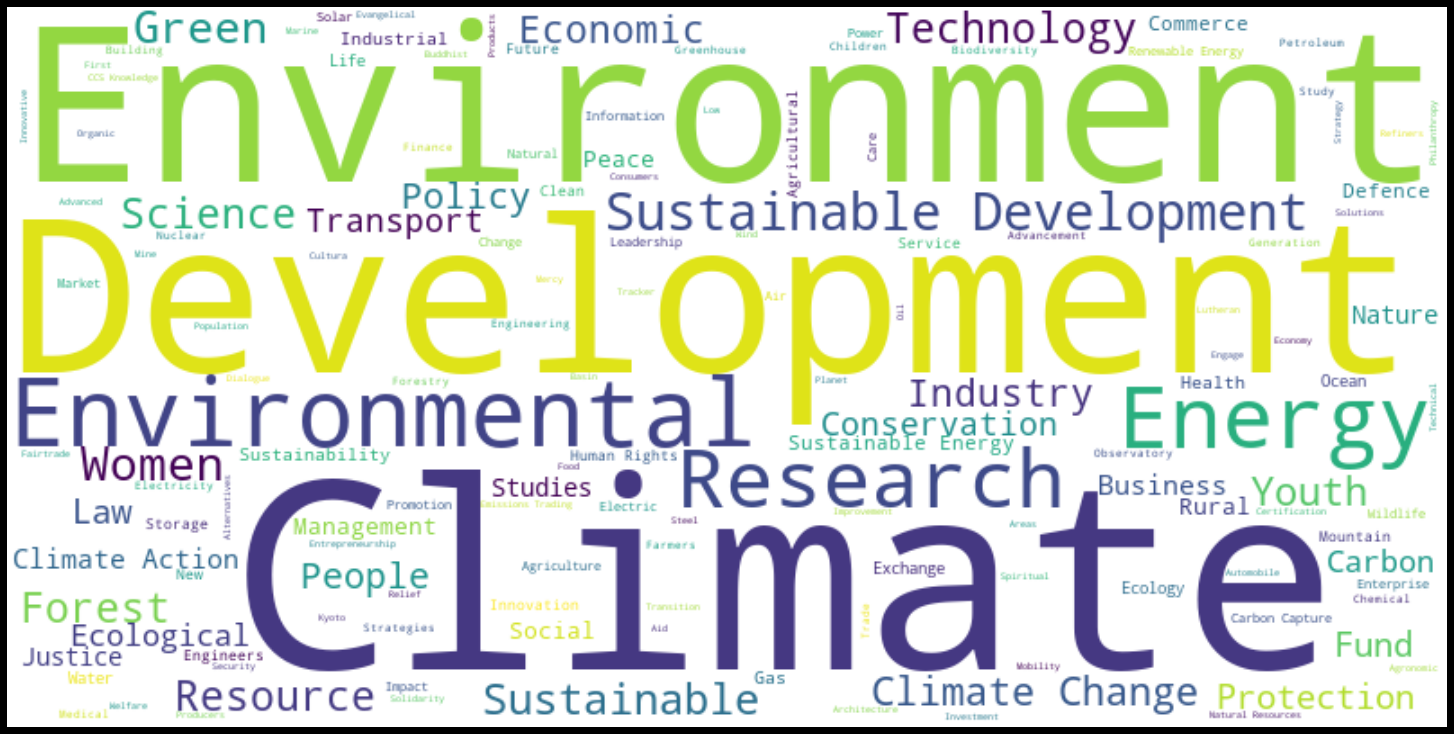 Green
Solar
Evangelical
Marine
Industrial
Products
Economic
Technology
Commerce
Environment
Building
First
CCS Knowledge
Life
Buddhist
Future
Greenhouse
Power
Children
Biodiversity
Renewable Energy
Petroleum
Innovative
Organic
Information
Low
Agricultural
Care
Study
Strategy
Refiners
Philanthropy
Finance
Natural
Peace
Consumers
Policy
Clean
Defence
Advanced
Science
Transport
Sustainable Development
Solutions
Nuclear
Change
Leadership
Wind
Service
Advancement
Generation
Mine
Cultura
Development
Market
Mercy
Tracker
Air
Oil
Lutheran
Nature
Population
Engineering
Economy
Engage
Dialogue
Forestry
Basin
Planet
Industry
Health
Ocean
Technical
Environmental
Conservation
Energy
Sustainable Energy
Fairtrade
Women
Sustainability
Human Rights
Food
Research
Observatory
Electricity
Alternatives
Studies
Business
Youth
Law
Storage
Promotion
Emissions Trading
Electric
Improvement
Rural
Certification
Wildlife
Management
Steel
Areas
Climate
Entrepreneurship
Farmers
Mountain
Climate Action
New
People
Agriculture
Exchange
Spiritual
Automobile
Carbon
Ecology
Enterprise
Relief
Chemical
Forest
Innovation
Transition
Trade
Kyoto
Carbon Capture
Ecological
Strategies
Social
Aid
Fund
Justice
Engineers
Security
Mobility
Agronomic
Water
Resource
Impact
Solidarity
Gas
Sustainable
Climate Change
Protection
Medical
Welfare
Producers
Architecture
Investment
Natural Resources